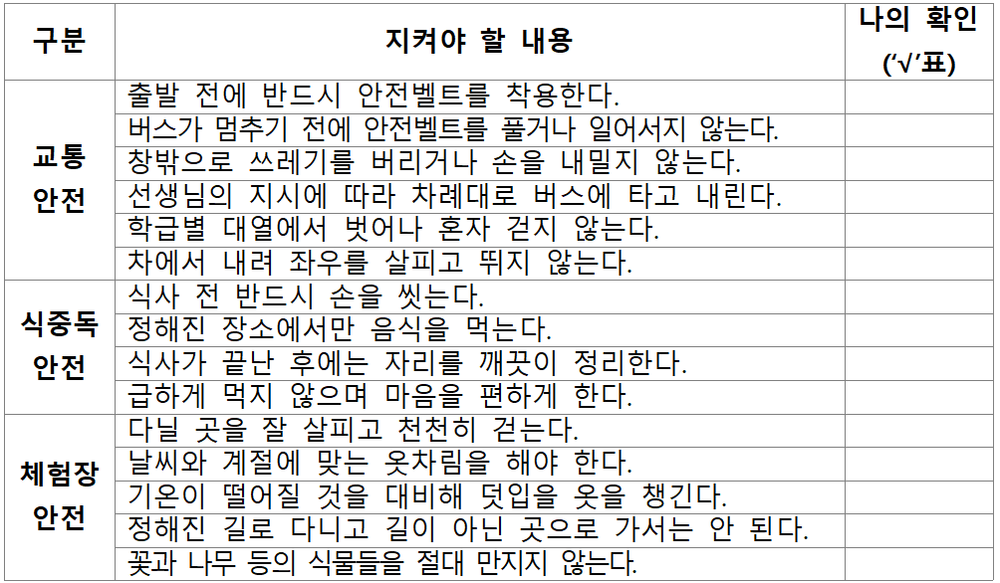 구분 지켜야 할 내용 나의 확인
(‘√’표)
교통
안전
출발 전에 반드시 안전벨트를 착용한다.
버스가 멈추기 전에 안전벨트를 풀거나 일어서지 않는다.
창밖으로 쓰레기를 버리거나 손을 내밀지 않는다.
선생님의 지시에 따라 차례대로 버스에 타고 내린다.
학급별 대열에서 벗어나 혼자 걷지 않는다.
차에서 내려 좌우를 살피고 뛰지 않는다.
식중독
안전
식사 전 반드시 손을 씻는다.
정해진 장소에서만 음식을 먹는다.
식사가 끝난 후에는 자리를 깨끗이 정리한다.
급하게 먹지 않으며 마음을 편하게 한다.
체험장
안전
다닐 곳을 잘 살피고 천천히 걷는다.
날씨와 계절에 맞는 옷차림을 해야 한다.
기온이 떨어질 것을 대비해 덧입을 옷을 챙긴다.
정해진 길로 다니고 길이 아닌 곳으로 가서는 안 된다.
꽃과 나무 등의 식물들을 절대 만지지 않는다.